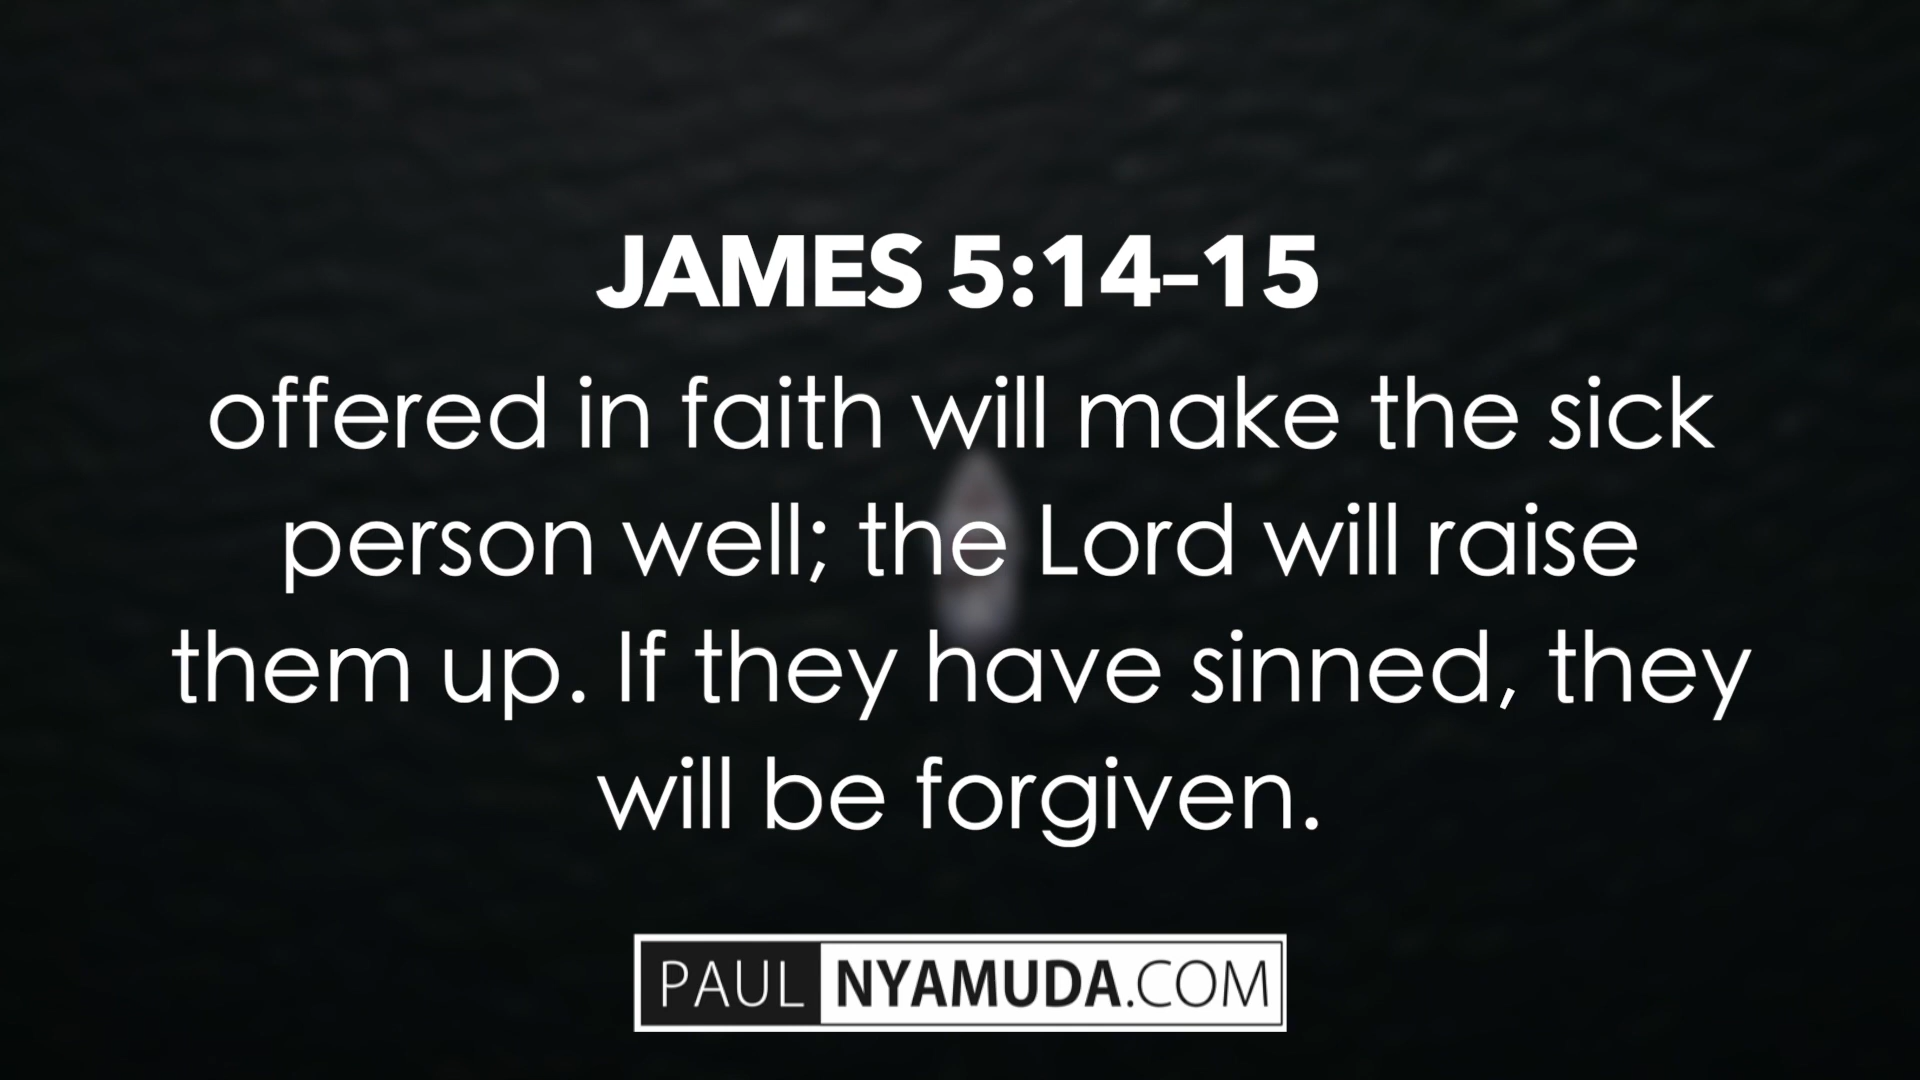 JAMES 5:14-15
offered in faith will make the sick
person well; the Lord will raise
them up. If they have sinned, they
will be forgiven.
PAUL NYAMUDA.COM